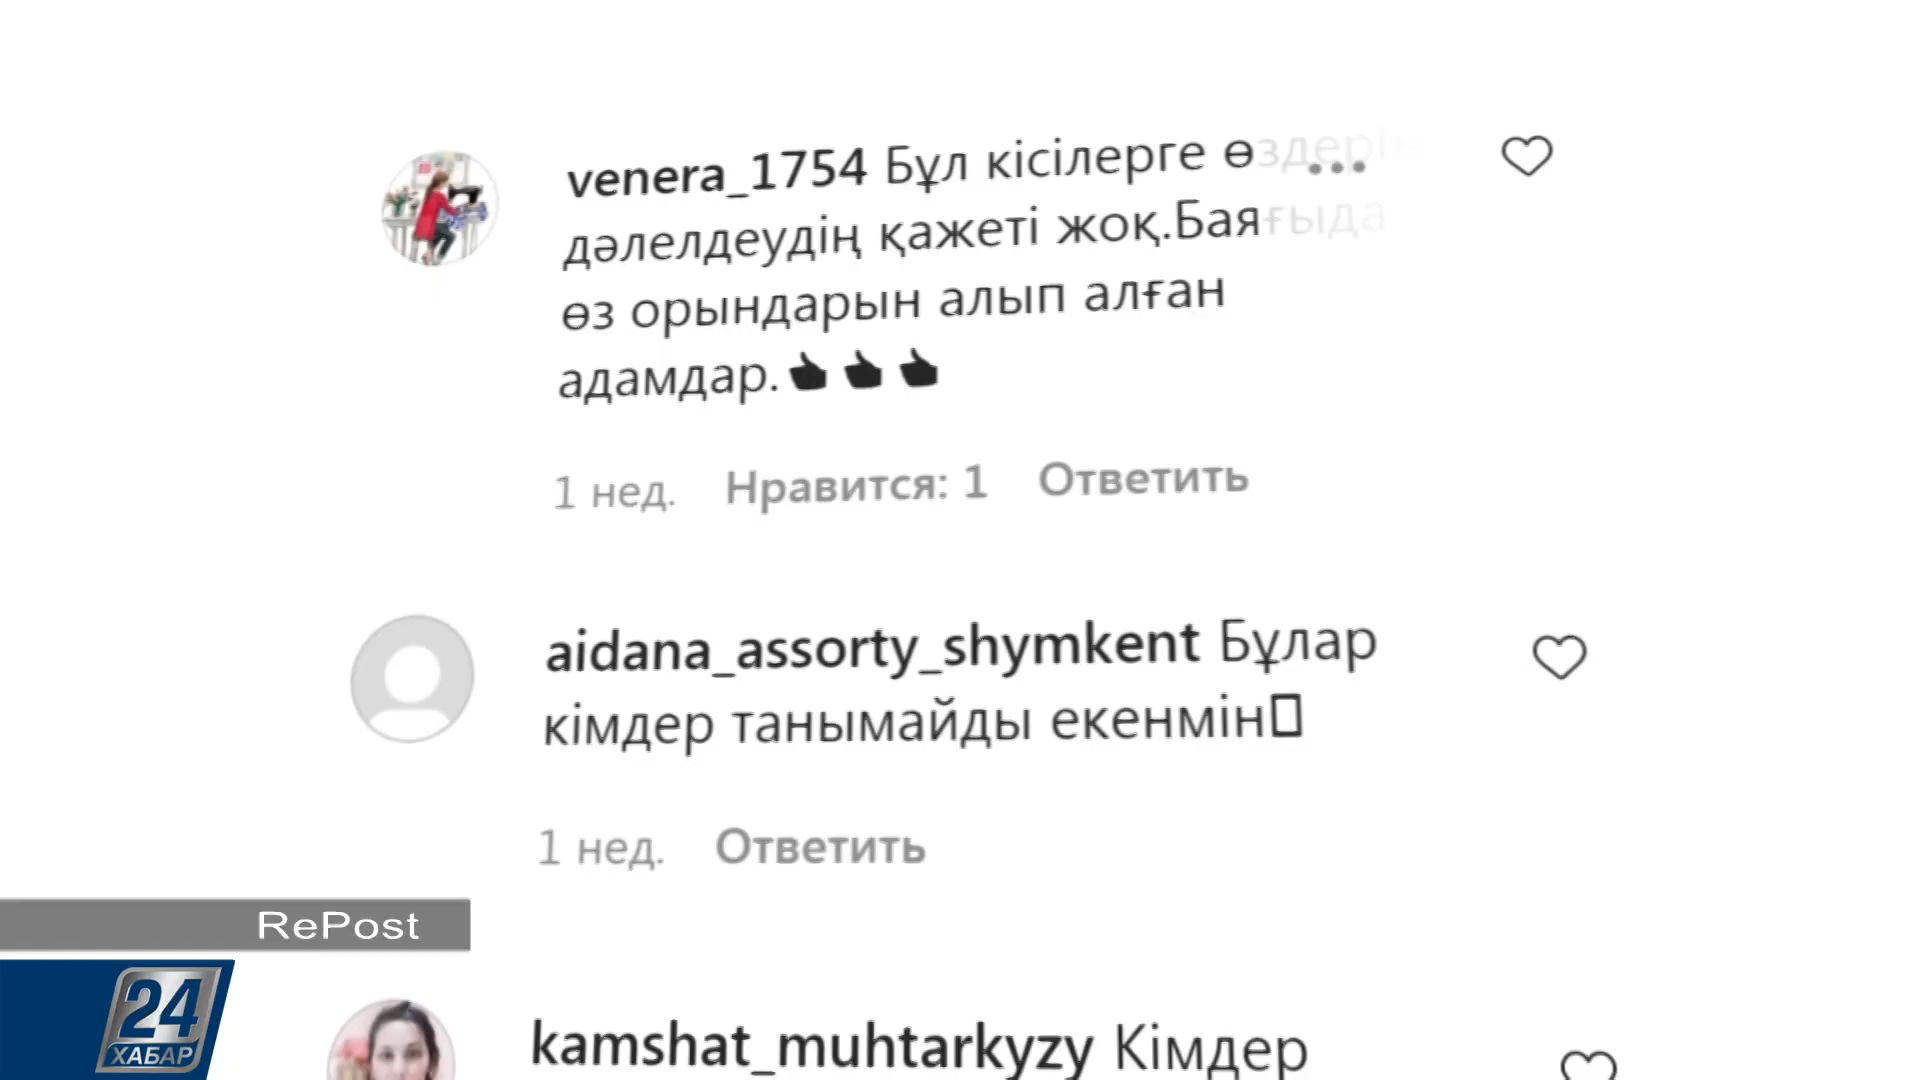 venera_1754 Бұл кісілерге өздерін
дәлелдеудің қажеті жоқ.Баяғыда
өз орындарын алып алған
адамдар.👍👍👍
1 нед. Нравится: 1 Ответить
aidana_assorty_shymkent Бұлар
кімдер танымайды екенмін
1 нед. Ответить
RePost
24
ХАБАР
kamshat_muhtarkyzy Кімдер